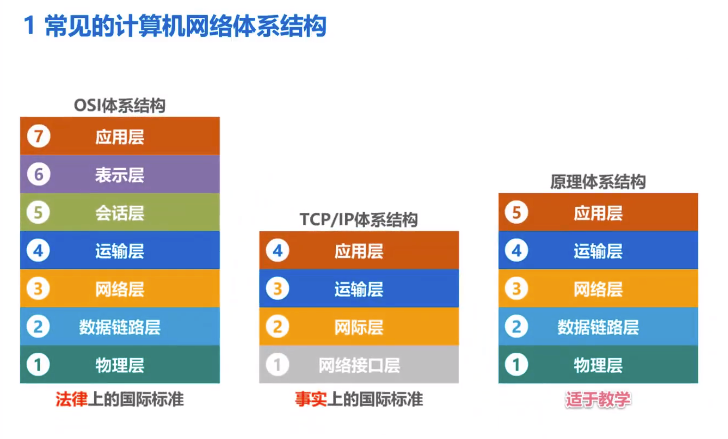 1 常见的计算机网络体系结构
OSI体系结构
7 应用层
6 表示层
5 会话层
4 运输层
3 网络层
2 数据链路层
1 物理层
法律上的国际标准
TCP/IP体系结构
4 应用层
3 运输层
2 网际层
1 网络接口层
事实上的国际标准
原理体系结构
5 应用层
4 运输层
3 网络层
2 数据链路层
1 物理层
适于教学